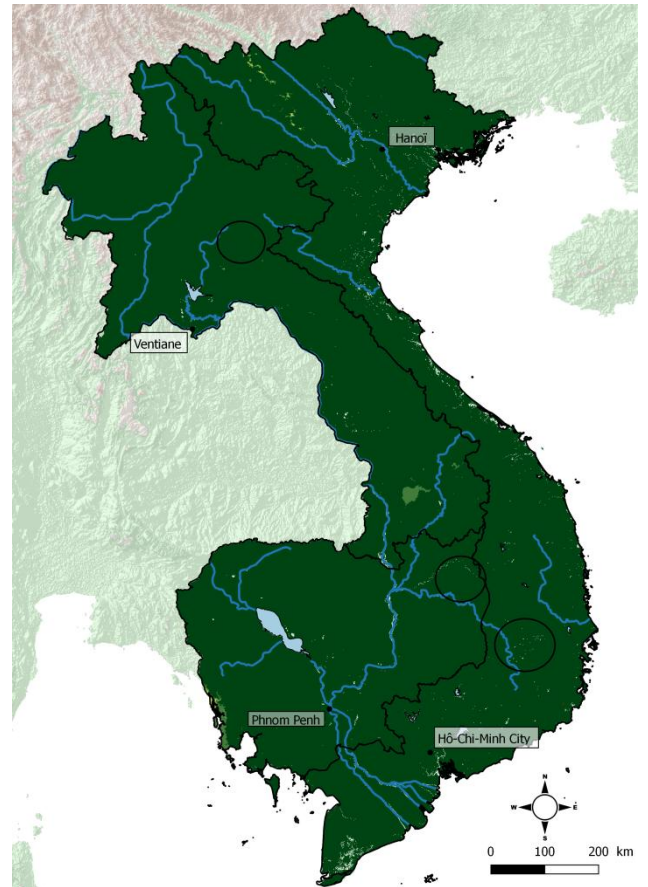 Hanoï
Ventiane
Phnom Penh
Hô-Chi-Minh City
N
W E
S
0 100 200 km